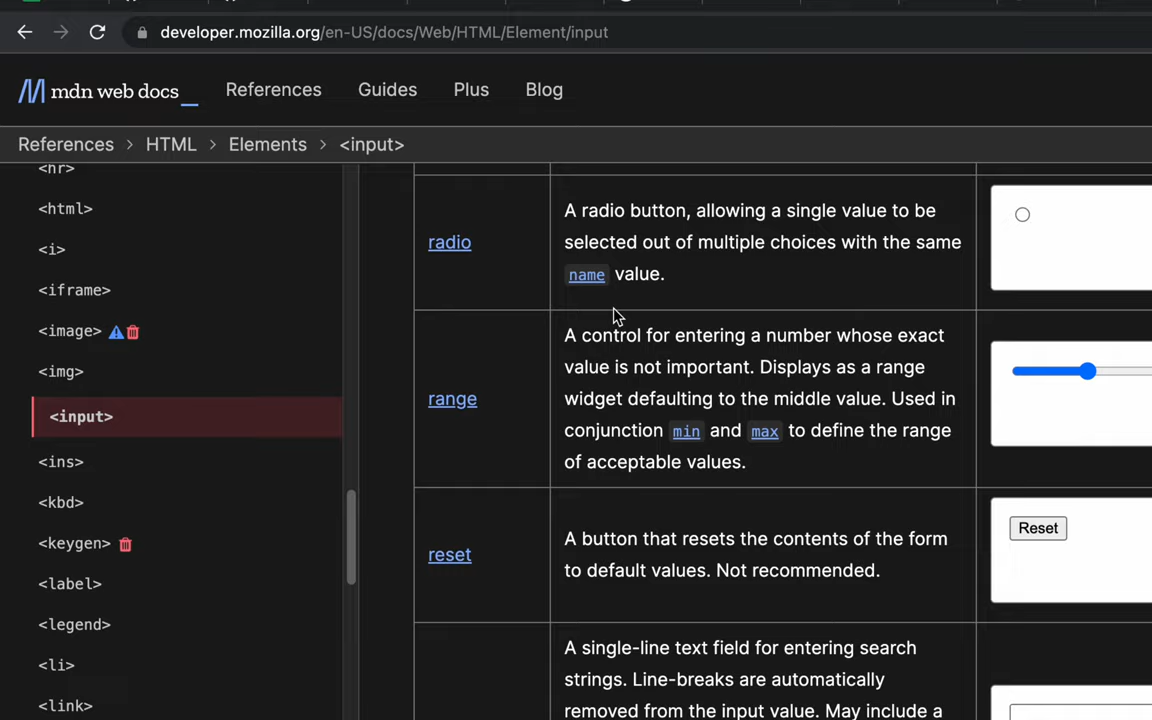 developer.mozilla.org/en-US/docs/Web/HTML/Element/input
mdn web docs_ References Guides Plus Blog
References > HTML > Elements > <input>
<hr>
<html>
<i>
<iframe>
<image>
<img>
<input>
<ins>
<kbd>
<keygen>
<label>
<legend>
<li>
<link>
radio
A radio button, allowing a single value to be
selected out of multiple choices with the same
name value.
range
A control for entering a number whose exact
value is not important. Displays as a range
widget defaulting to the middle value. Used in
conjunction min and max to define the range
of acceptable values.
reset
A button that resets the contents of the form
to default values. Not recommended.
Reset
A single-line text field for entering search
strings. Line-breaks are automatically
removed from the input value. May include a